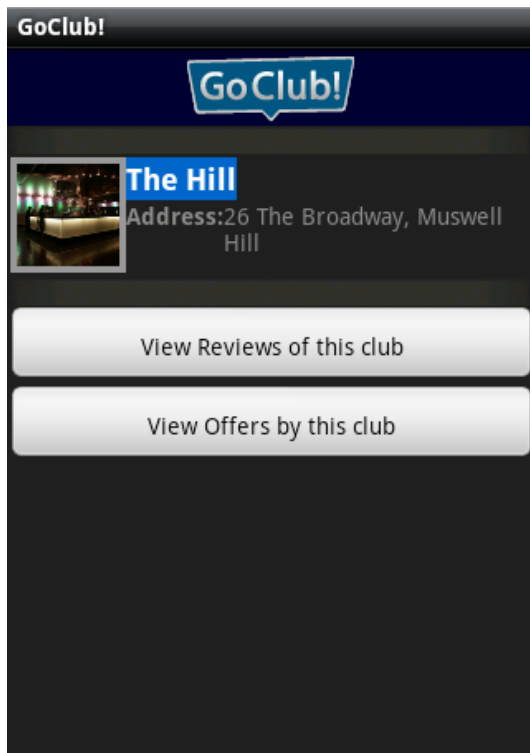 GoClub!
GoClub!
The Hill
Address:26 The Broadway, Muswell
Hill
View Reviews of this club
View Offers by this club